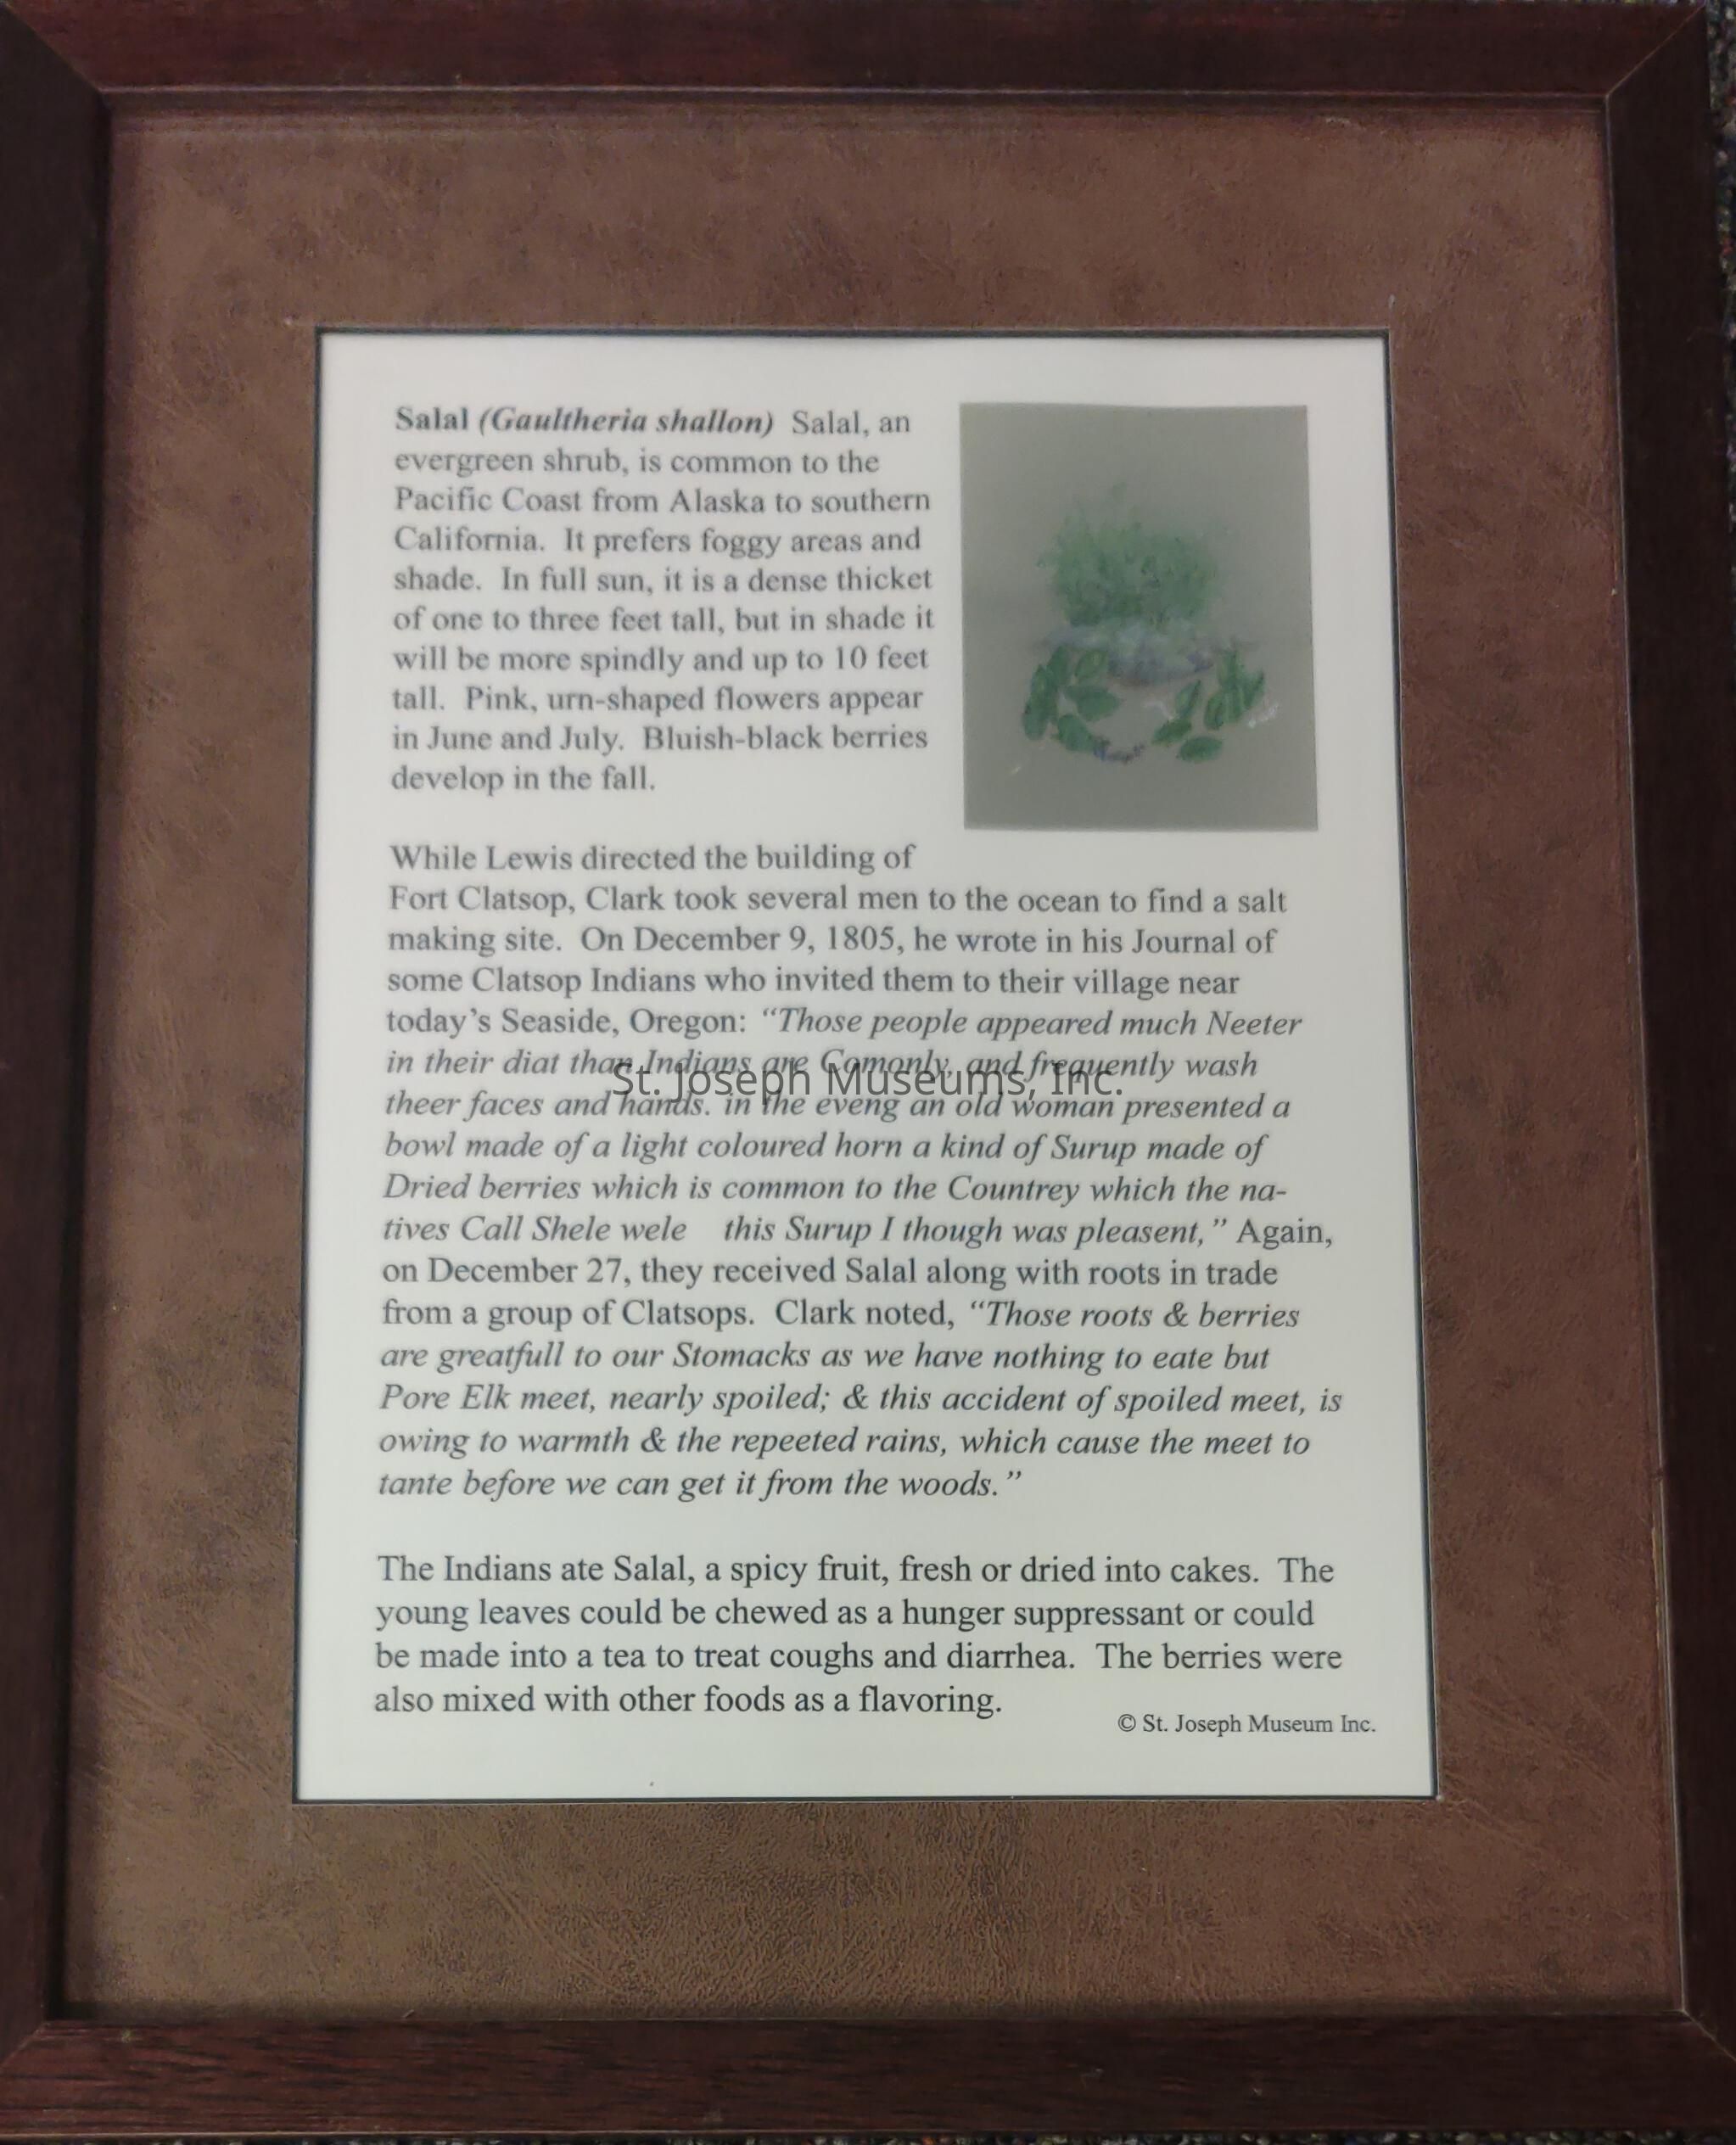 Salal (Gaultheria shallon)  Salal, an
evergreen shrub, is common to the
Pacific Coast from Alaska to southern
California.  It prefers foggy areas and
shade.  In full sun, it is a dense thicket
of one to three feet tall, but in shade it
will be more spindly and up to 10 feet
tall.  Pink, urn-shaped flowers appear
in June and July.  Bluish-black berries
develop in the fall.
While Lewis directed the building of
Fort Clatsop, Clark took several men to the ocean to find a salt
making site.  On December 9, 1805, he wrote in his Journal of
some Clatsop Indians who invited them to their village near
today's Seaside, Oregon:  “Those people appeared much Neeter
in their diat than Indians are Comonly, and frequently wash
St. Joseph Museums, Inc.
theer faces and hands. in the eveng an old woman presented a
bowl made of a light coloured horn a kind of Surup made of
Dried berries which is common to the Countrey which the na-
tives Call Shele wele    this Surup I though was pleasent,” Again,
on December 27, they received Salal along with roots in trade
from a group of Clatsops.  Clark noted, “Those roots & berries
are greatfull to our Stomacks as we have nothing to eate but
Pore Elk meet, nearly spoiled; & this accident of spoiled meet, is
owing to warmth & the repeeted rains, which cause the meet to
tante before we can get it from the woods.”
The Indians ate Salal, a spicy fruit, fresh or dried into cakes.  The
young leaves could be chewed as a hunger suppressant or could
be made into a tea to treat coughs and diarrhea.  The berries were
also mixed with other foods as a flavoring.
© St. Joseph Museum Inc.